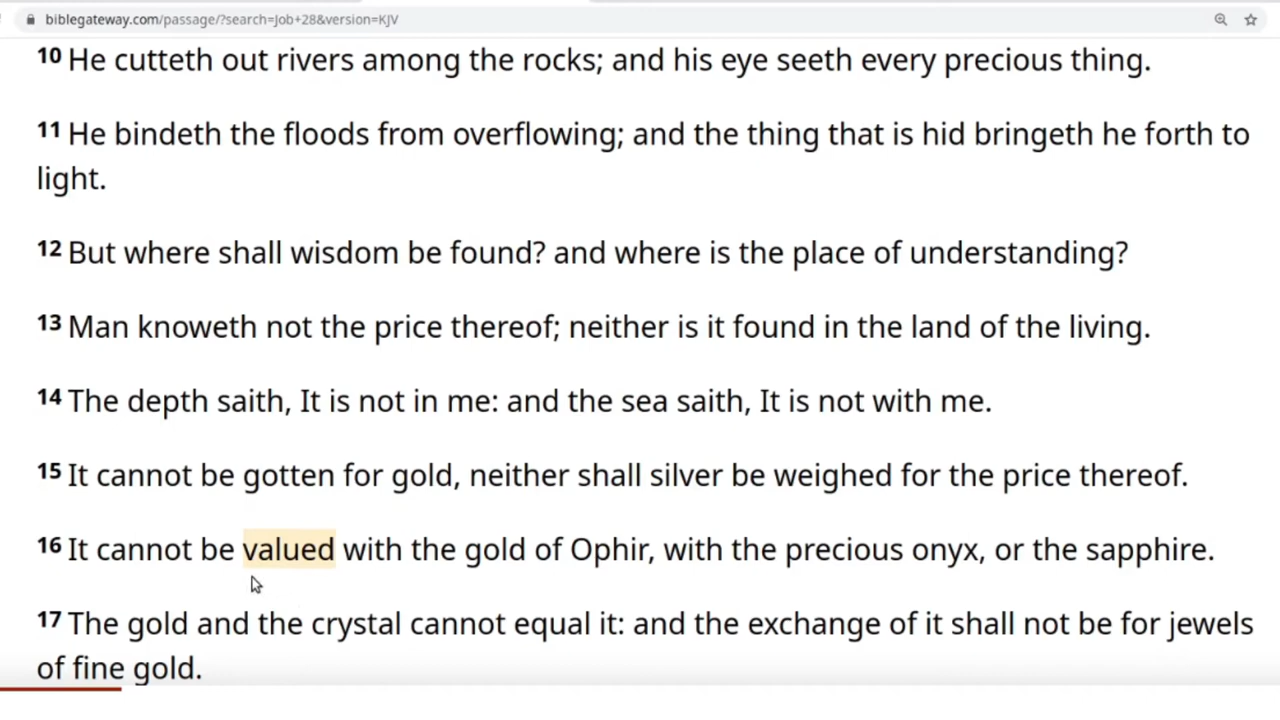 biblegateway.com/passage/?search=Job+28&version=KJV
10 He cutteth out rivers among the rocks; and his eye seeth every precious thing.
11 He bindeth the floods from overflowing; and the thing that is hid bringeth he forth to
light.
12 But where shall wisdom be found? and where is the place of understanding?
13 Man knoweth not the price thereof; neither is it found in the land of the living.
14 The depth saith, It is not in me: and the sea saith, It is not with me.
15 It cannot be gotten for gold, neither shall silver be weighed for the price thereof.
16 It cannot be valued with the gold of Ophir, with the precious onyx, or the sapphire.
17 The gold and the crystal cannot equal it: and the exchange of it shall not be for jewels
of fine gold.